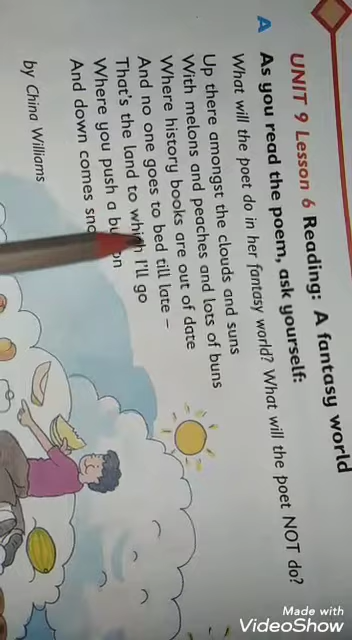 UNIT 9 Lesson 6 Reading: A fantasy world
A As you read the poem, ask yourself:
What will the poet do in her fantasy world? What will the poet NOT do?
Up there amongst the clouds and suns
With melons and peaches and lots of buns
Where history books are out of date
And no one goes to bed till late –
That's the land to which I'll go
Where you push a
And down comes
by China Williams
Made with
VideoShow